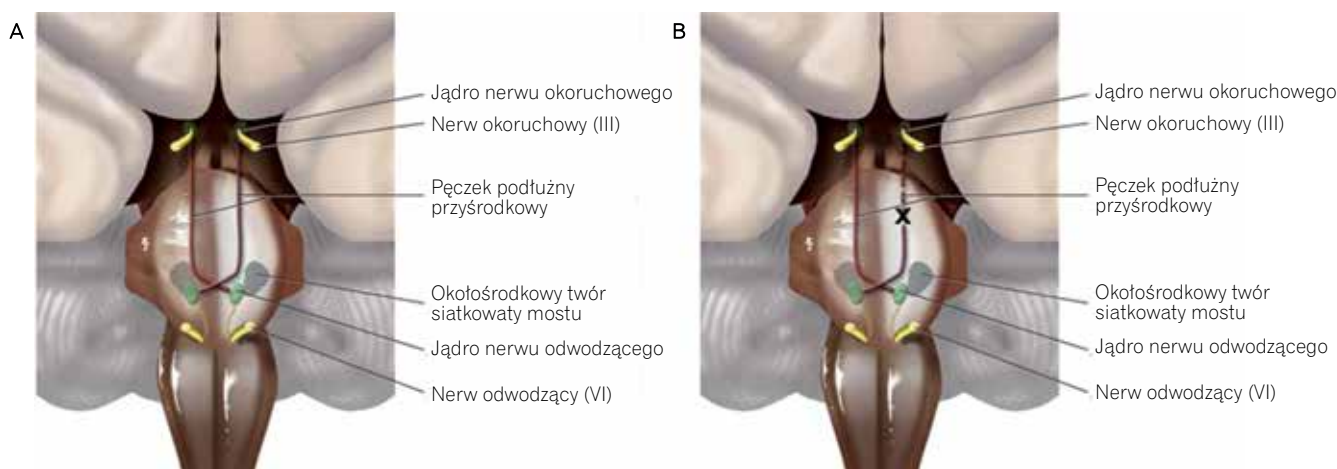 A
Jądro nerwu okoruchowego
Nerw okoruchowy (III)
Pęczek podłużny
przyśrodkowy
Okołośrodkowy twór
siatkowaty mostu
Jądro nerwu odwodzącego
Nerw odwodzący (VI)
B
Jądro nerwu okoruchowego
Nerw okoruchowy (III)
Pęczek podłużny
przyśrodkowy
x
Okołośrodkowy twór
siatkowaty mostu
Jądro nerwu odwodzącego
Nerw odwodzący (VI)